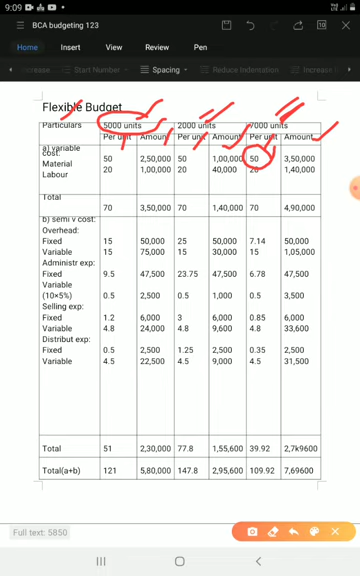 9:09
BCA budgeting 123
10
Home Insert View Review Pen
Increase Start Number Spacing Reduce Indentation Increase
Flexible Budget
Particulars 5000 units 2000 units 7000 units
Per unit Amount Per unit Amount Per unit Amount
a) variable
cost:
Material 50 2,50,000 50 1,00,000 50 3,50,000
Labour 20 1,00,000 20 40,000 20 1,40,000
Total
70 3,50,000 70 1,40,000 70 4,90,000
b) semi v cost:
Overhead:
Fixed 15 50,000 25 50,000 7.14 50,000
Variable 15 75,000 15 30,000 15 1,05,000
Administr exp:
Fixed 9.5 47,500 23.75 47,500 6.78 47,500
Variable
(10×5%) 0.5 2,500 0.5 1,000 0.5 3,500
Selling exp:
Fixed 1.2 6,000 3 6,000 0.85 6,000
Variable 4.8 24,000 4.8 9,600 4.8 33,600
Distribut exp:
Fixed 0.5 2,500 1.25 2,500 0.35 2,500
Variable 4.5 22,500 4.5 9,000 4.5 31,500
Total 51 2,30,000 77.8 1,55,600 39.92 2,7k9600
Total(a+b) 121 5,80,000 147.8 2,95,600 109.92 7,69600
Full text: 5850